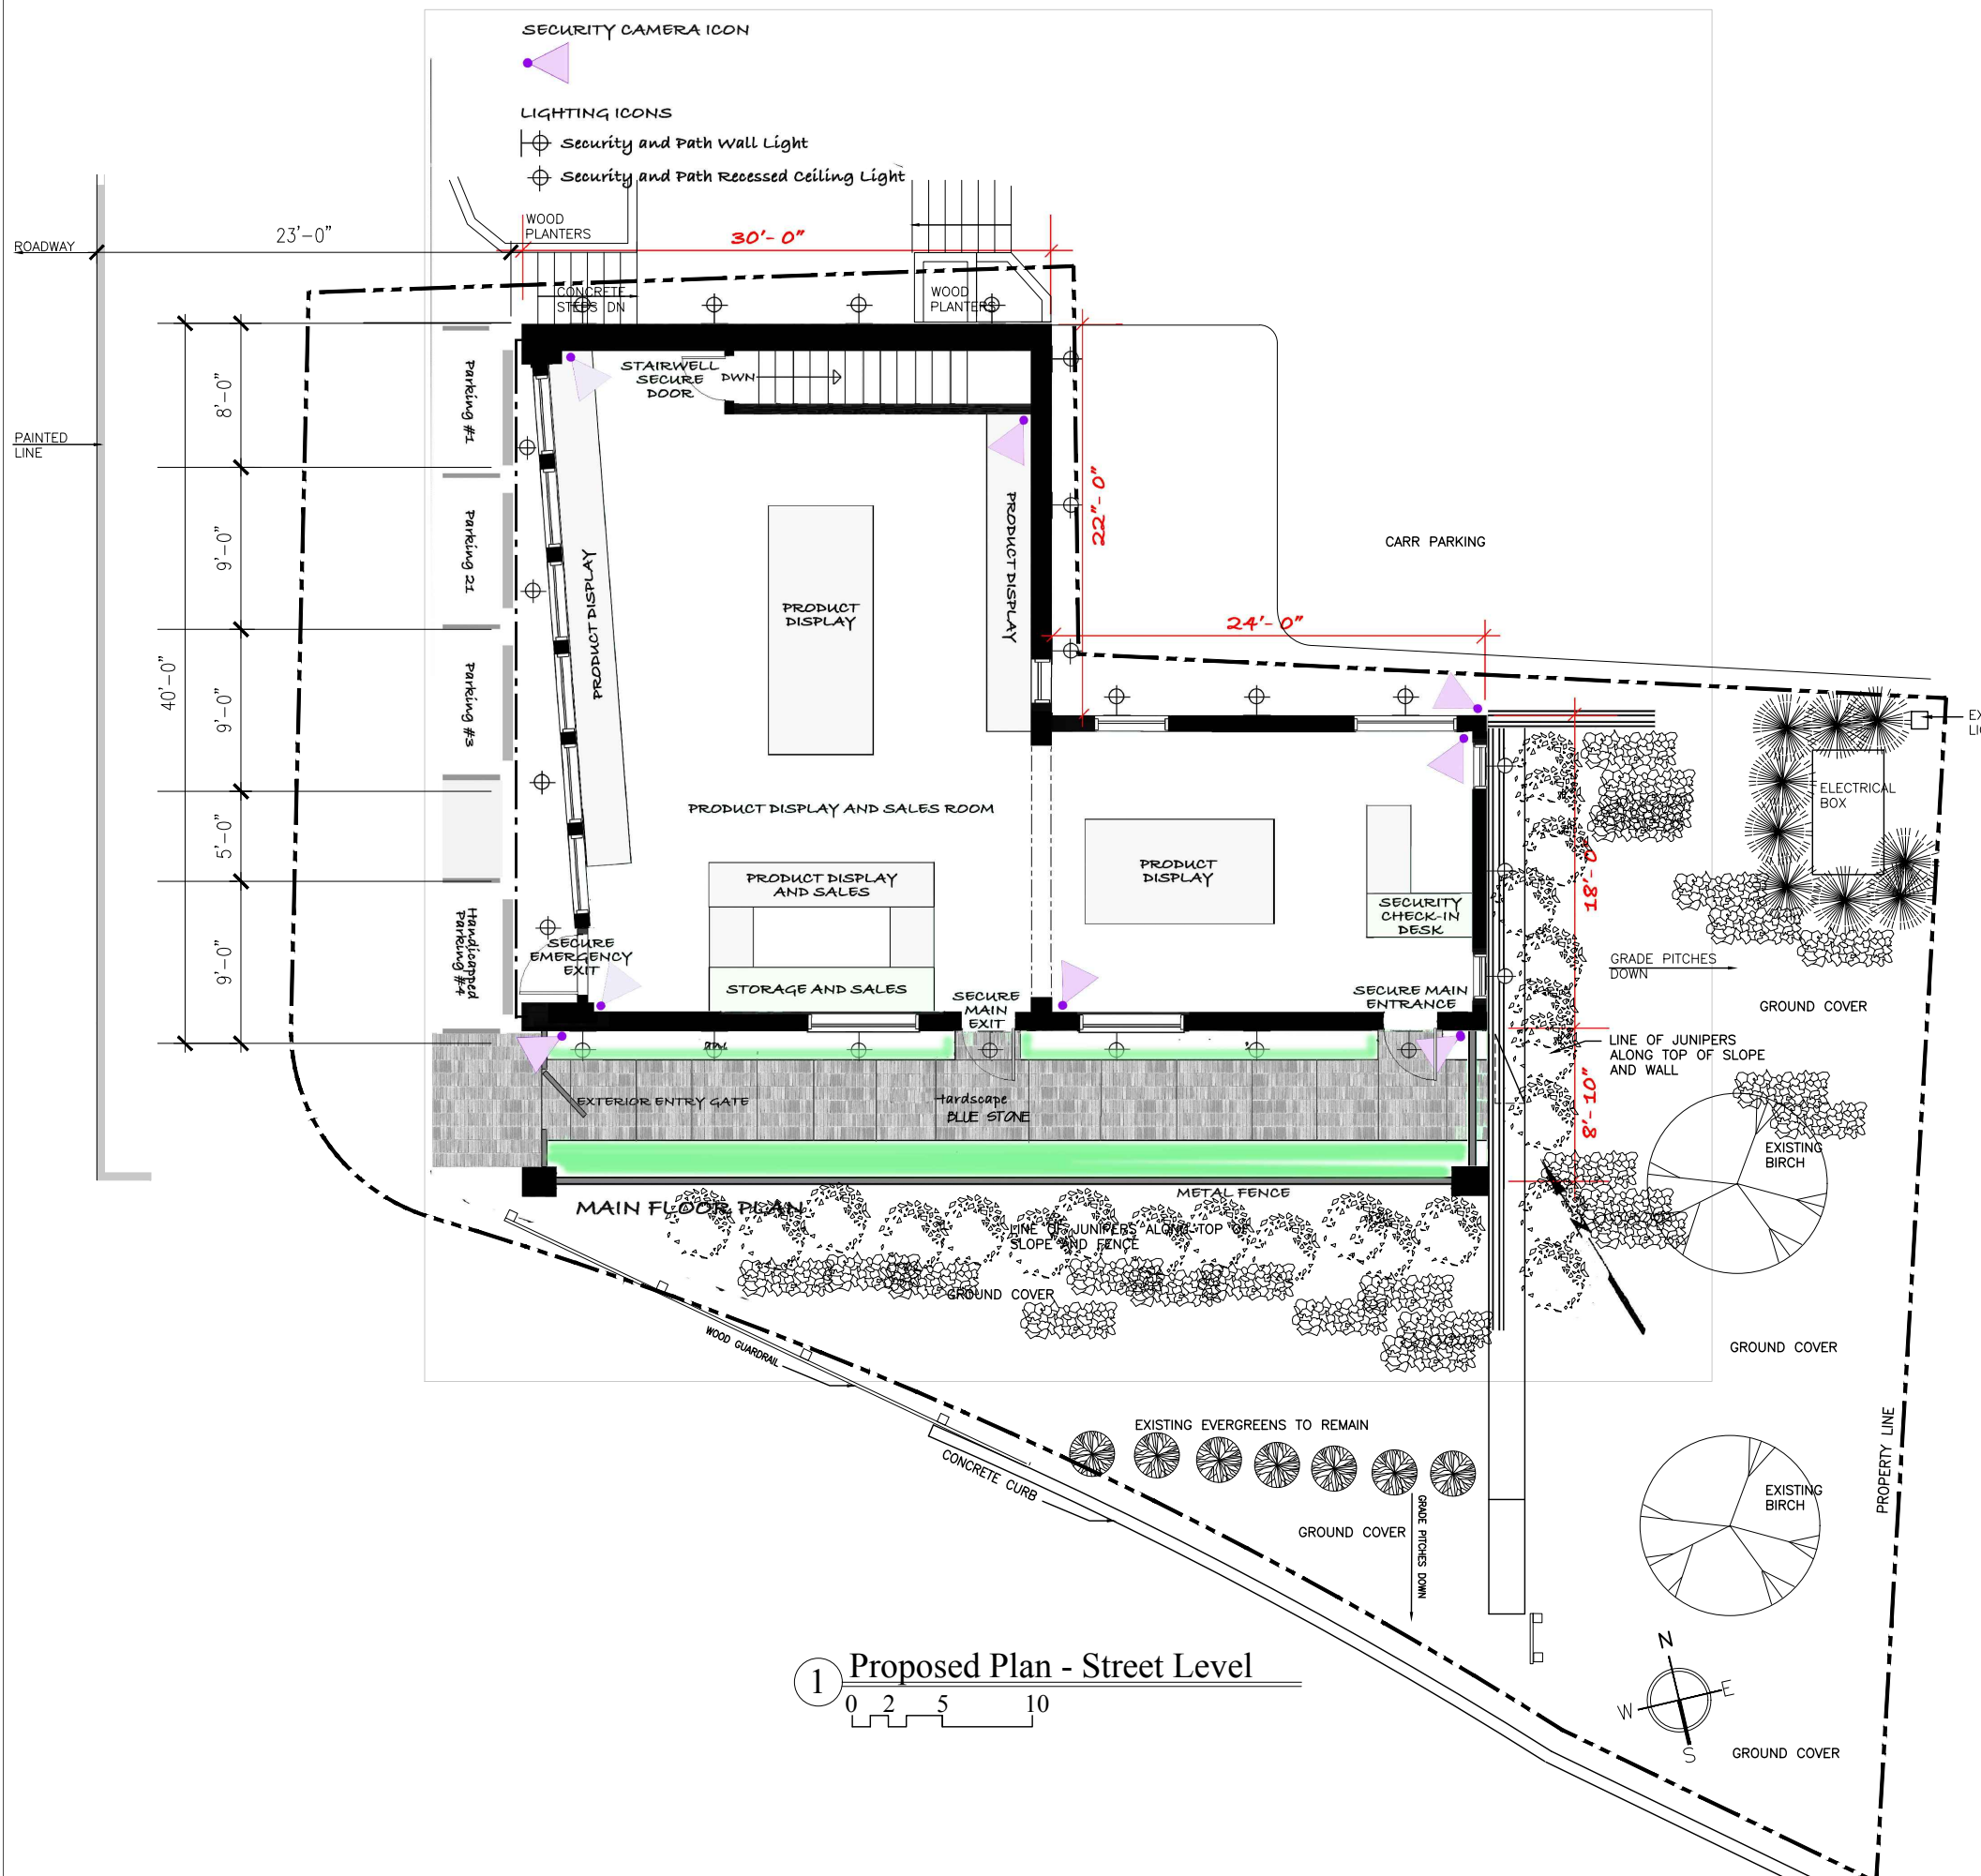 SECURITY CAMERA ICON
LIGHTING ICONS
Security and Path Wall Light
Security and Path Recessed Ceiling Light
WOOD
PLANTERS
ROADWAY
23'-0"
30'-0"
CONCRETE
STEPS DN
WOOD
PLANTERS
STAIRWELL
SECURE
DOOR
DWN
8'-0"
Parking #1
PAINTED
LINE
22"-0"
PRODUCT DISPLAY
9'-0"
Parking 21
CARR PARKING
PRODUCT DISPLAY
PRODUCT
DISPLAY
24'-0"
40'-0"
9'-0"
Parking #3
EX
ELECTRICAL
BOX
PRODUCT DISPLAY AND SALES ROOM
5'-0"
PRODUCT
DISPLAY
PRODUCT DISPLAY
AND SALES
18'-0"
SECURITY
CHECK-IN
DESK
9'-0"
Handicapped
Parking #4
SECURE
EMERGENCY
EXIT
STORAGE AND SALES
SECURE
MAIN
EXIT
SECURE MAIN
ENTRANCE
GRADE PITCHES
DOWN
GROUND COVER
LINE OF JUNIPERS
ALONG TOP OF SLOPE
AND WALL
EXTERIOR ENTRY GATE
Hardscape
BLUE STONE
8'-10"
EXISTING
BIRCH
METAL FENCE
MAIN FLOOR PLAN
LINE OF JUNIPERS ALONG TOP OF
SLOPE AND FENCE
GROUND COVER
WOOD GUARDRAIL
GROUND COVER
EXISTING EVERGREENS TO REMAIN
CONCRETE CURB
PROPERTY LINE
EXISTING
BIRCH
GROUND COVER
GRADE PITCHES DOWN
1
Proposed Plan - Street Level
0 2 5 10
N
W
E
S
GROUND COVER